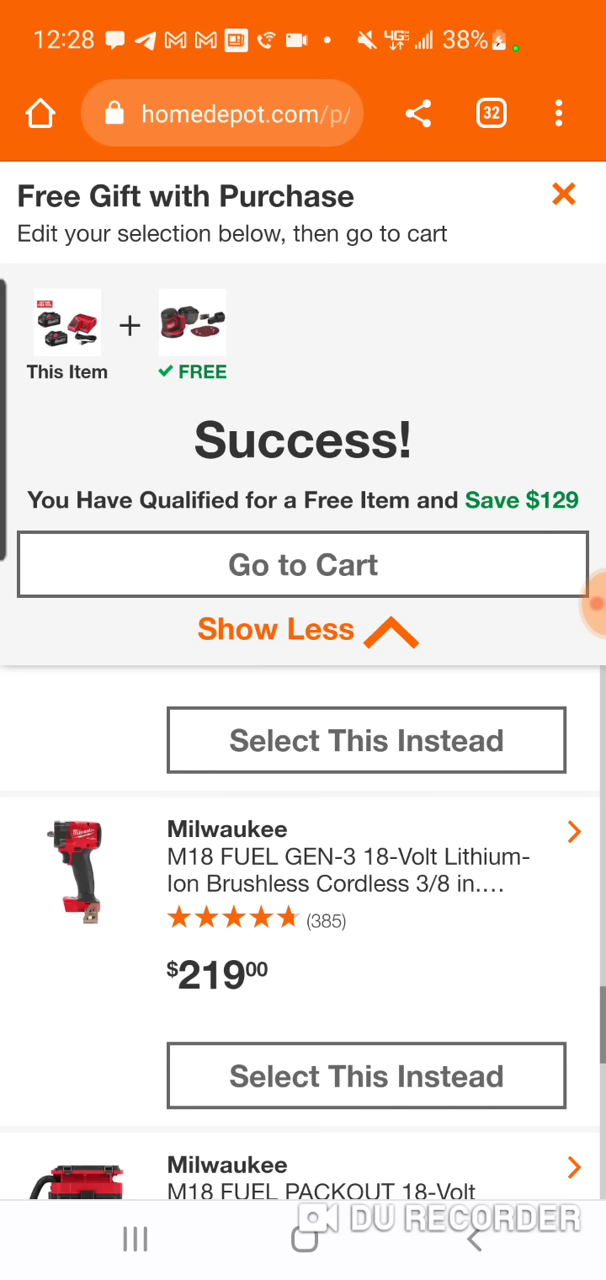 12:28 4G 38%
homedepot.com/p/ 32
Free Gift with Purchase
Edit your selection below, then go to cart
This Item + FREE
Success!
You Have Qualified for a Free Item and Save $129
Go to Cart
Show Less
Select This Instead
Milwaukee
M18 FUEL GEN-3 18-Volt Lithium-
Ion Brushless Cordless 3/8 in....
(385)
$21900
Select This Instead
Milwaukee
M18 FUEL PACKOUT 18-Volt
DU RECORDER